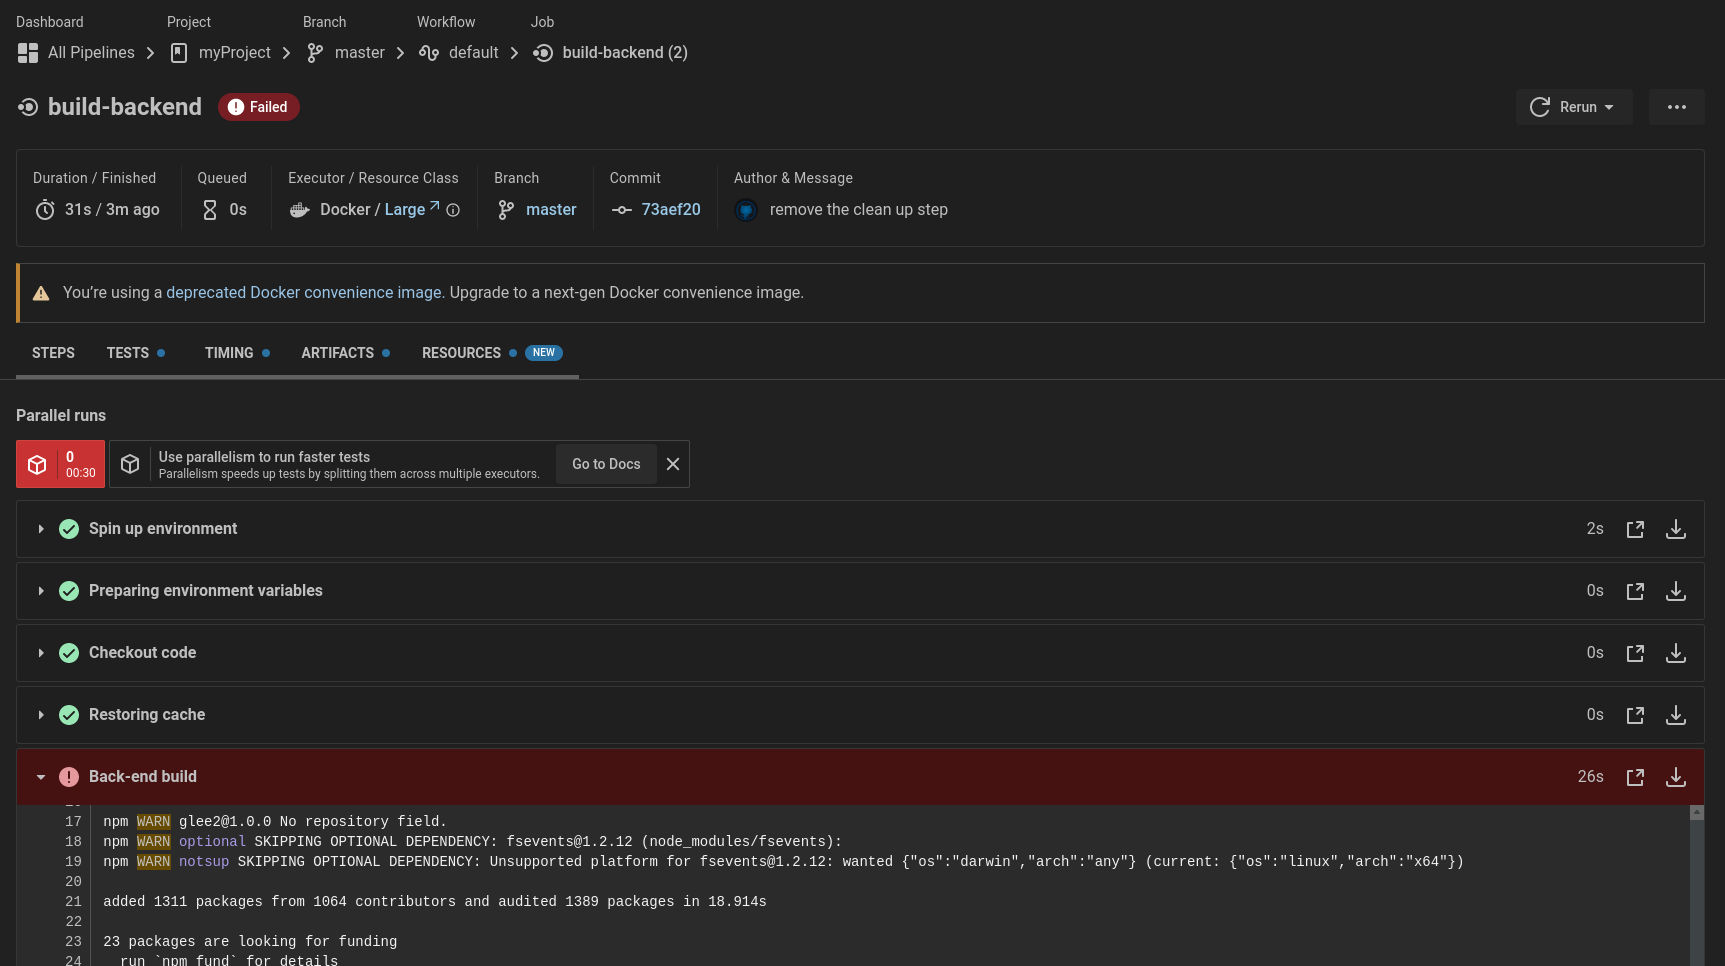 Dashboard Project Branch Workflow Job
All Pipelines myProject master default build-backend (2)
build-backend Failed Rerun
Duration / Finished Queued Executor / Resource Class Branch Commit Author & Message
31s / 3m ago 0s Docker / Large master 73aef20 remove the clean up step
You’re using a deprecated Docker convenience image. Upgrade to a next-gen Docker convenience image.
STEPS TESTS TIMING ARTIFACTS RESOURCES NEW
Parallel runs
0
00:30
Use parallelism to run faster tests
Parallelism speeds up tests by splitting them across multiple executors.
Go to Docs
Spin up environment 2s
Preparing environment variables 0s
Checkout code 0s
Restoring cache 0s
Back-end build 26s
17 npm WARN glee2@1.0.0 No repository field.
18 npm WARN optional SKIPPING OPTIONAL DEPENDENCY: fsevents@1.2.12 (node_modules/fsevents):
19 npm WARN notsup SKIPPING OPTIONAL DEPENDENCY: Unsupported platform for fsevents@1.2.12: wanted {"os":"darwin","arch":"any"} (current: {"os":"linux","arch":"x64"})
20
21 added 1311 packages from 1064 contributors and audited 1389 packages in 18.914s
22
23 23 packages are looking for funding
24 run `npm fund` for details